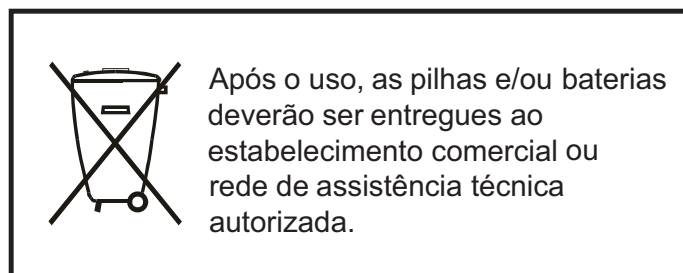 Após o uso, as pilhas e/ou baterias
deverão ser entregues ao
estabelecimento comercial ou
rede de assistência técnica
autorizada.